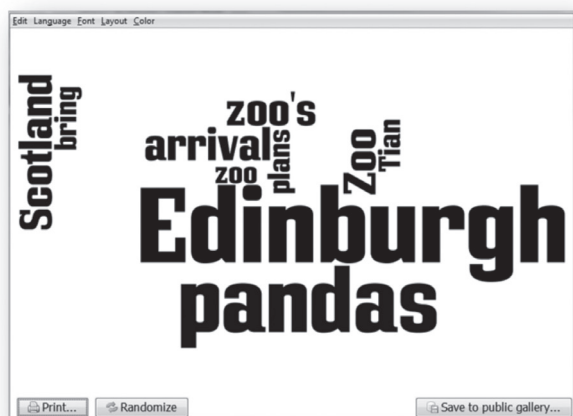 Edit Language Font Layout Color
Scotland
bring
zoo's
arrival
plans
zoo
Zoo
Tian
Edinburgh
pandas
Print... Randomize Save to public gallery...